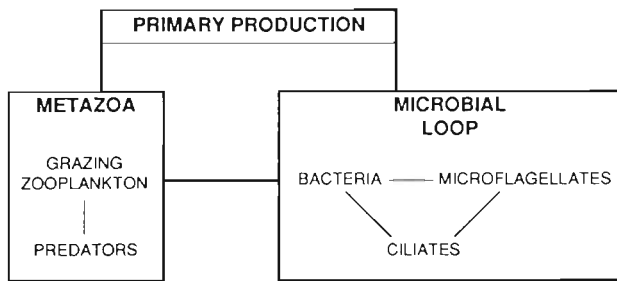 PRIMARY PRODUCTION
METAZOA
GRAZING
ZOOPLANKTON
PREDATORS
MICROBIAL
LOOP
BACTERIA MICROFLAGELLATES
CILIATES